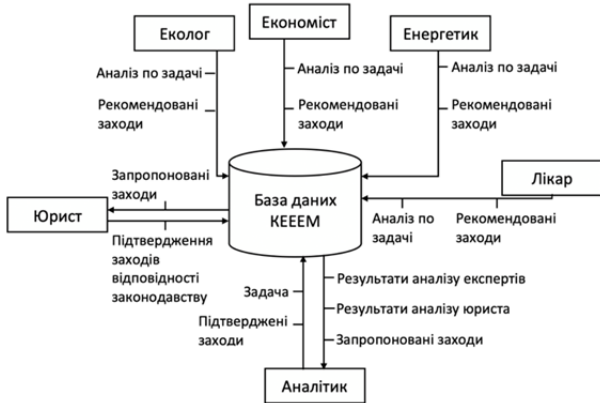 Еколог
Економіст
Енергетик
Аналіз по задачі
Рекомендовані
заходи
Аналіз по задачі
Рекомендовані
заходи
Аналіз по задачі
Рекомендовані
заходи
Запропоновані
заходи
Юрист
Підтвердження
заходів
відповідності
законодавству
База даних
КЕЕЕМ
Лікар
Аналіз по
задачі
Рекомендовані
заходи
Задача
Підтверджені
заходи
Результати аналізу експертів
Результати аналізу юриста
Запропоновані заходи
Аналітик